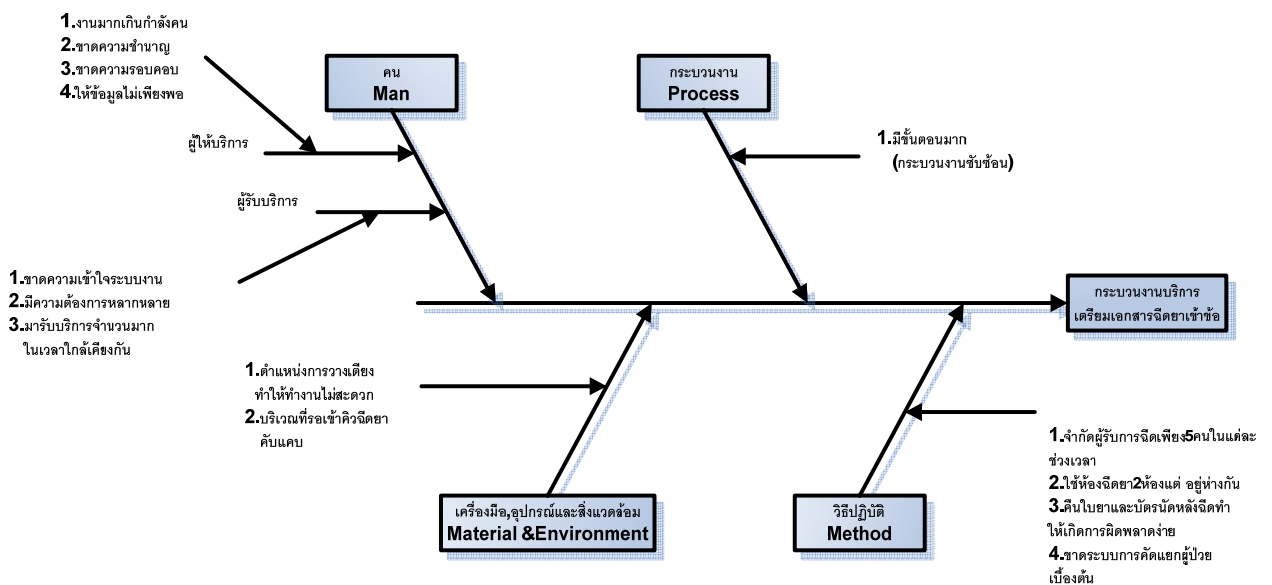 1.งานมากเกินกำลังคน
2.ขาดความชำนาญ
3.ขาดความรอบคอบ
4.ให้ข้อมูลไม่เพียงพอ
คน
Man
กระบวนงาน
Process
ผู้ให้บริการ
1.มีขั้นตอนมาก
(กระบวนงานซับซ้อน)
ผู้รับบริการ
1.ขาดความเข้าใจระบบงาน
2.มีความต้องการหลากหลาย
3.มารับบริการจำนวนมาก
ในเวลาใกล้เคียงกัน
กระบวนงานบริการ
เตรียมเอกสารฉีดยาเข้าข้อ
1.ตำแหน่งการวางเตียง
ทำให้ทำงานไม่สะดวก
2.บริเวณที่รอเข้าคิวฉีดยา
คับแคบ
1.จำกัดผู้รับการฉีดเพียง5คนในแต่ละ
ช่วงเวลา
2.ใช้ห้องฉีดยา2ห้องแต่ อยู่ห่างกัน
3.คืนใบยาและบัตรนัดหลังฉีดทำ
ให้เกิดการผิดพลาดง่าย
4.ขาดระบบการคัดแยกผู้ป่วย
เบื้องต้น
เครื่องมือ,อุปกรณ์และสิ่งแวดล้อม
Material &Environment
วิธีปฏิบัติ
Method